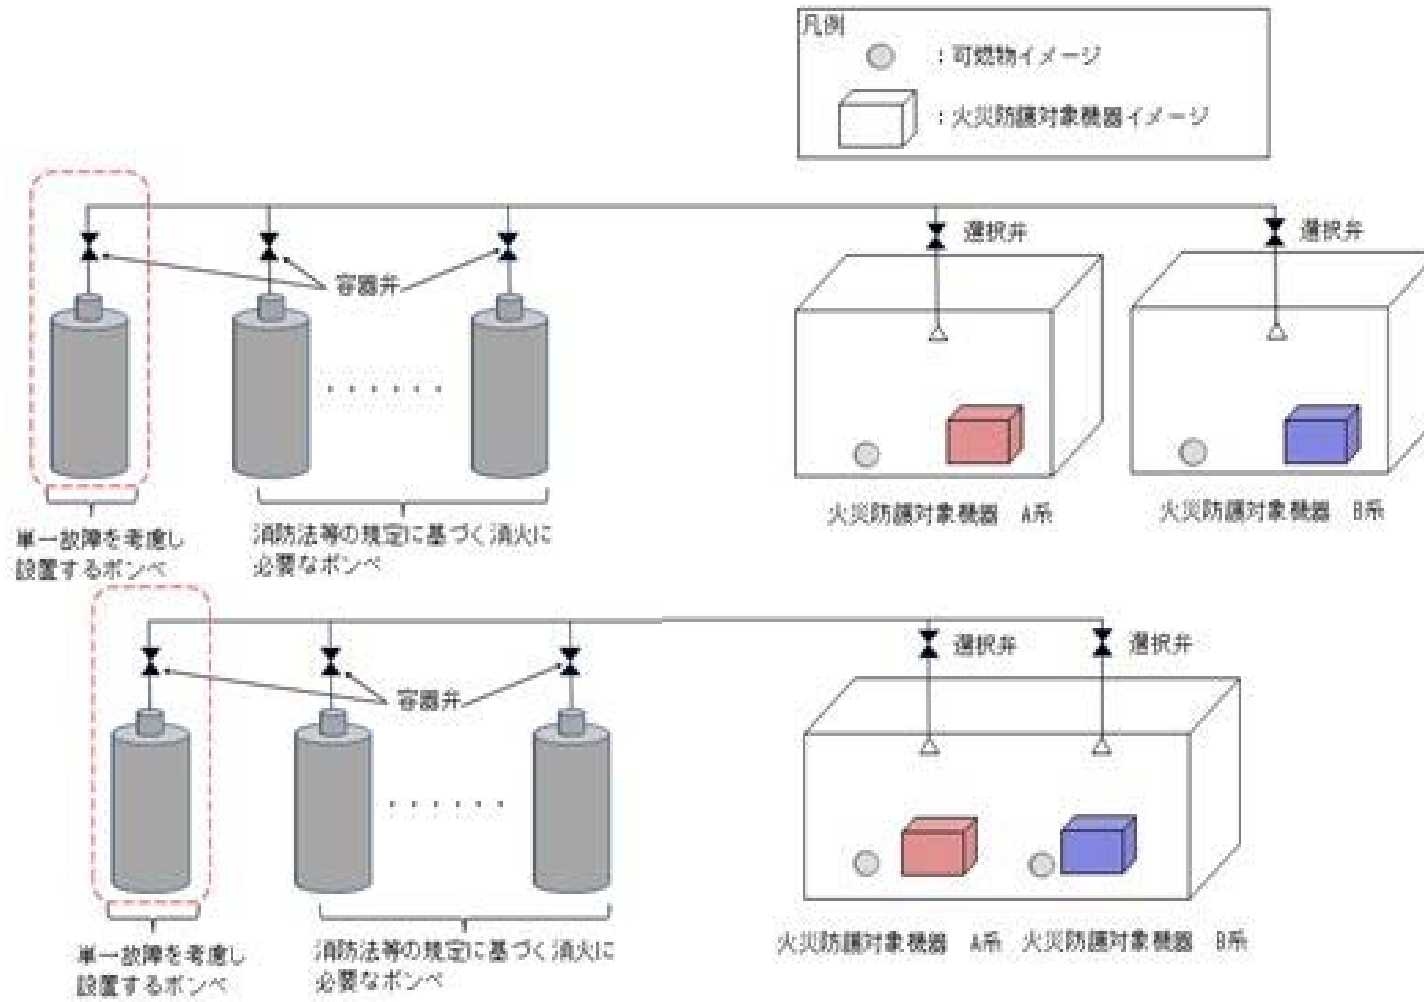 凡例
：可燃物イメージ
：火災防護対象機器イメージ
選択弁
選択弁
容器弁
火災防護対象機器 A系
火災防護対象機器 B系
単一故障を考慮し
設置するボンベ
消防法等の規定に基づく消火に
必要なボンベ
選択弁
選択弁
容器弁
火災防護対象機器 A系
火災防護対象機器 B系
単一故障を考慮し
設置するボンベ
消防法等の規定に基づく消火に
必要なボンベ